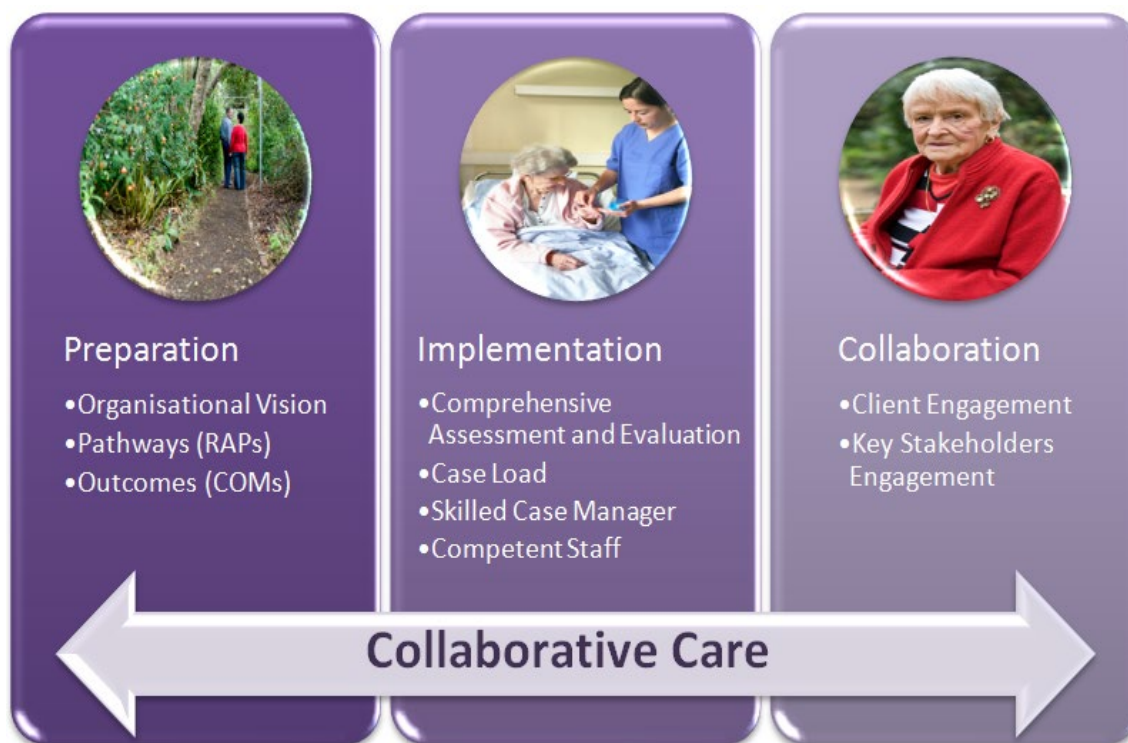 Preparation
•Organisational Vision
•Pathways (RAPs)
•Outcomes (COMs)
Implementation
•Comprehensive
Assessment and Evaluation
•Case Load
•Skilled Case Manager
•Competent Staff
Collaboration
•Client Engagement
•Key Stakeholders
Engagement
Collaborative Care